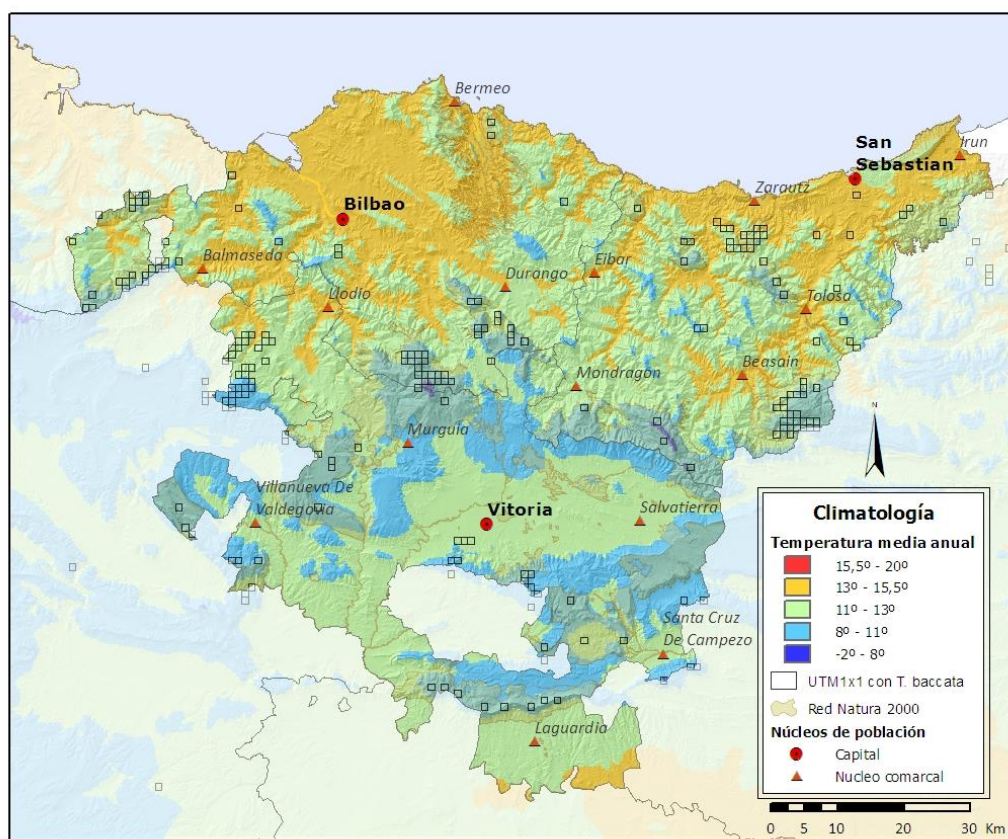 Bermeo
San
Sebastian
Irun
Zarautz
Bilbao
Balmaseda
Durango
Eibar
Llodio
Tolosa
Beasain
Mondragon
N
Murguia
Villanueva De
Valdegovia
Vitoria
Salvatierra
Santa Cruz
De Campezo
Laguardia
Climatología
Temperatura media anual
15,5º - 20º
13º - 15,5º
11º - 13º
8º - 11º
-2º - 8º
UTM1x1 con T. baccata
Red Natura 2000
Núcleos de población
Capital
Nucleo comarcal
0 5 10 20 30 Km